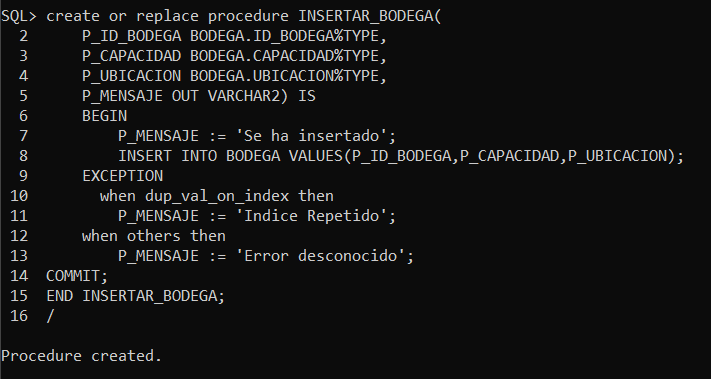 SQL> create or replace procedure INSERTAR_BODEGA(
  2      P_ID_BODEGA BODEGA.ID_BODEGA%TYPE,
  3      P_CAPACIDAD BODEGA.CAPACIDAD%TYPE,
  4      P_UBICACION BODEGA.UBICACION%TYPE,
  5      P_MENSAJE OUT VARCHAR2) IS
  6      BEGIN
  7          P_MENSAJE := 'Se ha insertado';
  8          INSERT INTO BODEGA VALUES(P_ID_BODEGA,P_CAPACIDAD,P_UBICACION);
  9      EXCEPTION
 10        when dup_val_on_index then
 11          P_MENSAJE := 'Indice Repetido';
 12      when others then
 13          P_MENSAJE := 'Error desconocido';
 14  COMMIT;
 15  END INSERTAR_BODEGA;
 16  /
Procedure created.